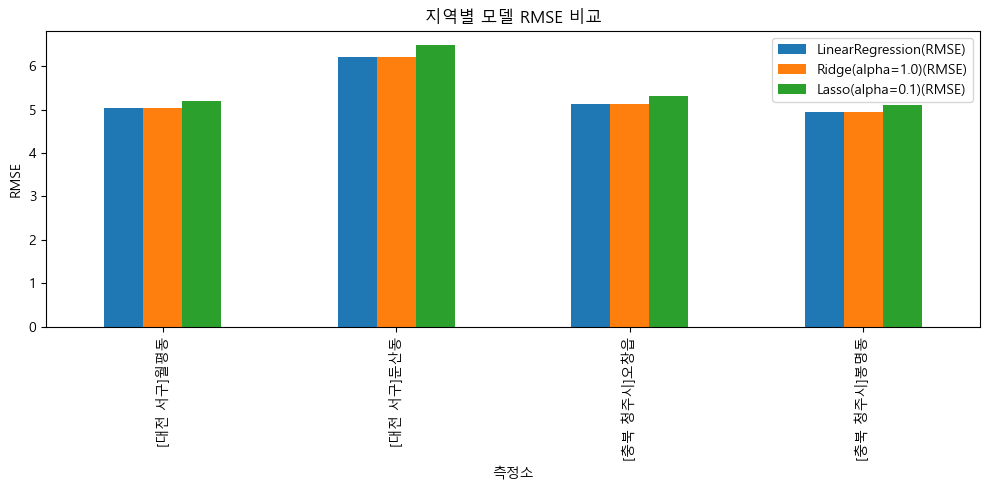 지역별 모델 RMSE 비교
LinearRegression(RMSE)
Ridge(alpha=1.0)(RMSE)
Lasso(alpha=0.1)(RMSE)
RMSE
6
5
4
3
2
1
0
[대전 서구]월평동
[대전 서구]둔산동
[충북 청주시]오창읍
[충북 청주시]봉명동
측정소